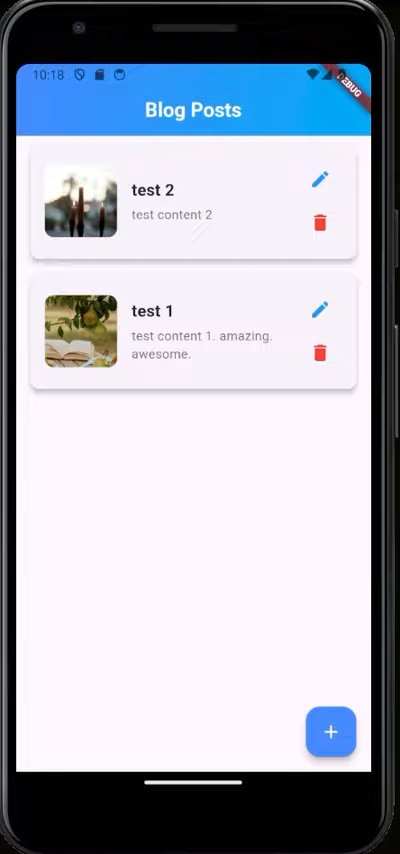 10:18
DEBUG
Blog Posts
test 2
test content 2
test 1
test content 1. amazing.
awesome.
+